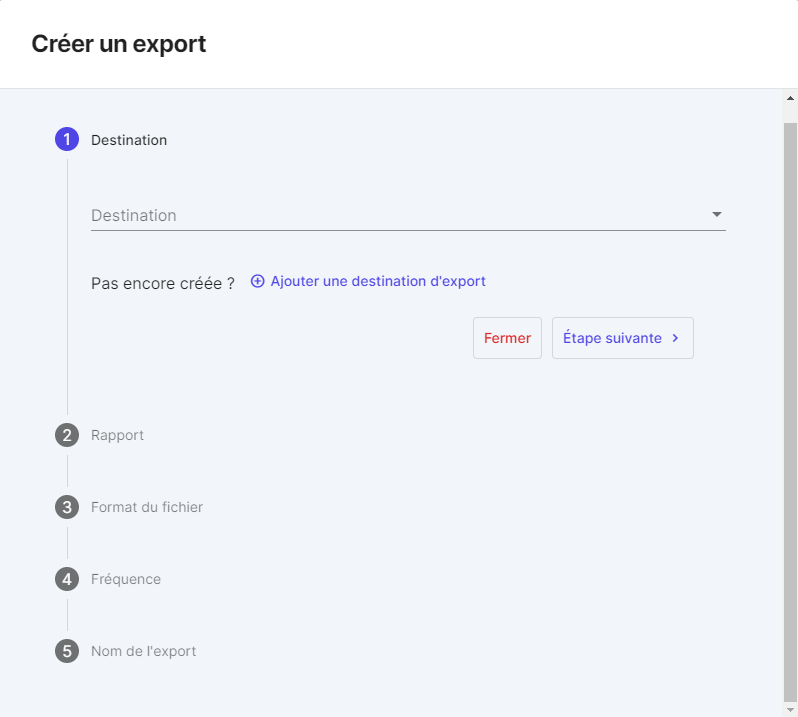 Créer un export
1 Destination
Destination
Pas encore créée ? Ajouter une destination d'export
Fermer Étape suivante
2 Rapport
3 Format du fichier
4 Fréquence
5 Nom de l'export